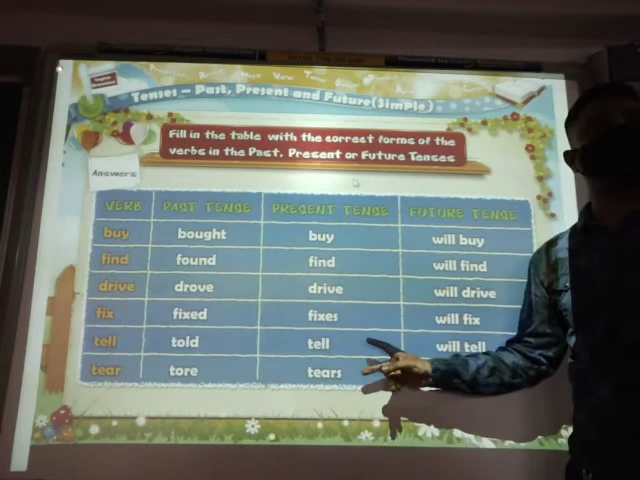 Tenses - Past, Present and Future(Simple)
Fill in the table with the correct forms of the
verbs in the Past, Present or Future Tenses
Answers
VERB PAST TENSE PRESENT TENSE FUTURE TENSE
buy bought buy will buy
find found find will find
drive drove drive will drive
fix fixed fixes will fix
tell told tell will tell
tear tore tears